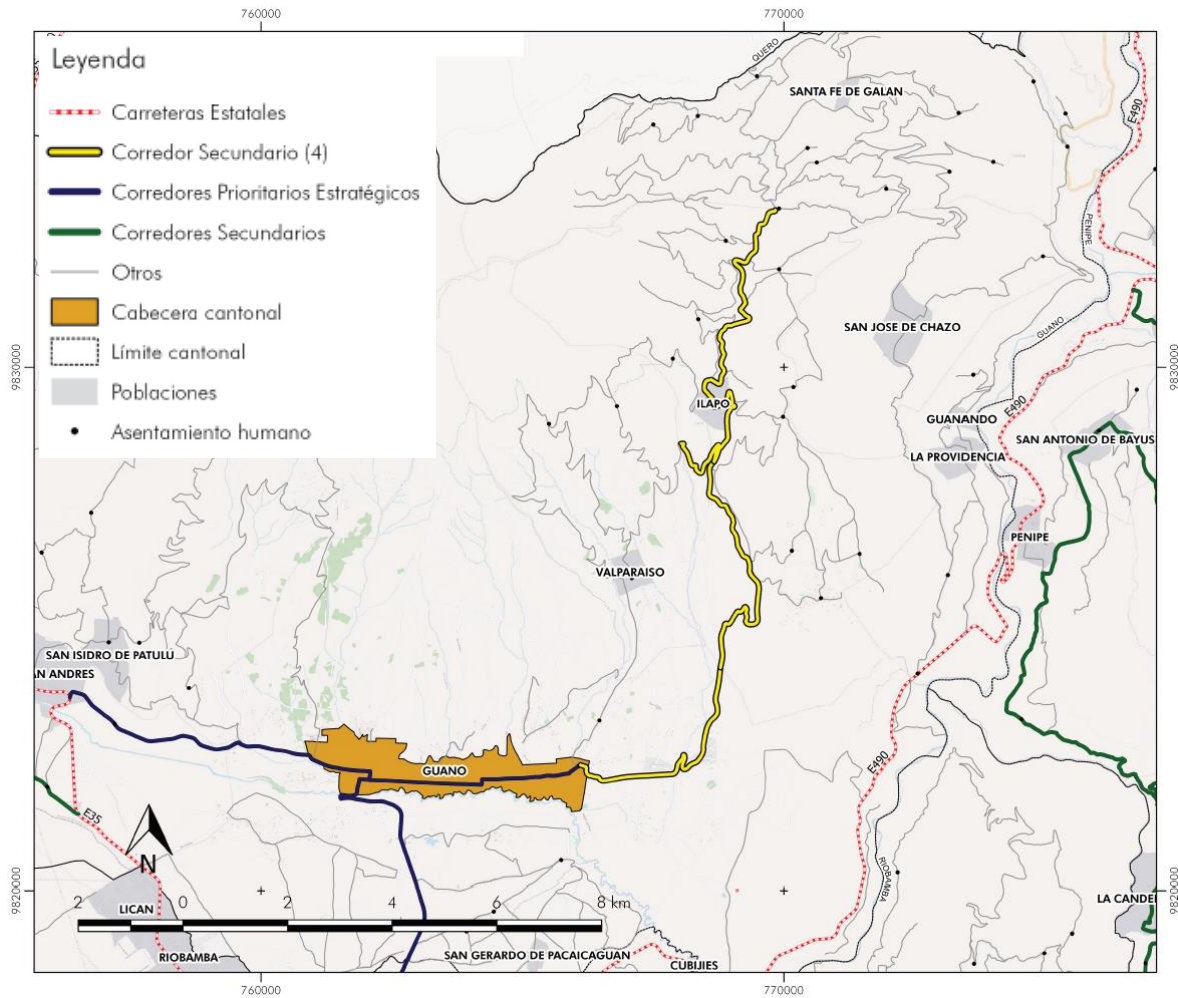 760000
770000
Leyenda
Carreteras Estatales
Corredor Secundario (4)
Corredores Prioritarios Estratégicos
Corredores Secundarios
Otros
Cabecera cantonal
Límite cantonal
Poblaciones
Asentamiento humano
QUERO
SANTA FE DE GALAN
E490
PENIPE
GUANO
SAN JOSE DE CHAZO
9830000
9830000
ILAPO
E490
GUANANDO
SAN ANTONIO DE BAYUS
LA PROVIDENCIA
PENIPE
VALPARAISO
SAN ISIDRO DE PATULÚ
AN ANDRES
GUANO
E490
E35
N
RIOBAMBA
9820000
9820000
2 0 2 4 6 8 km
LICAN
LA CANDE
RIOBAMBA
SAN GERARDO DE PACAICAGUAN
CUBIJIES
760000
770000